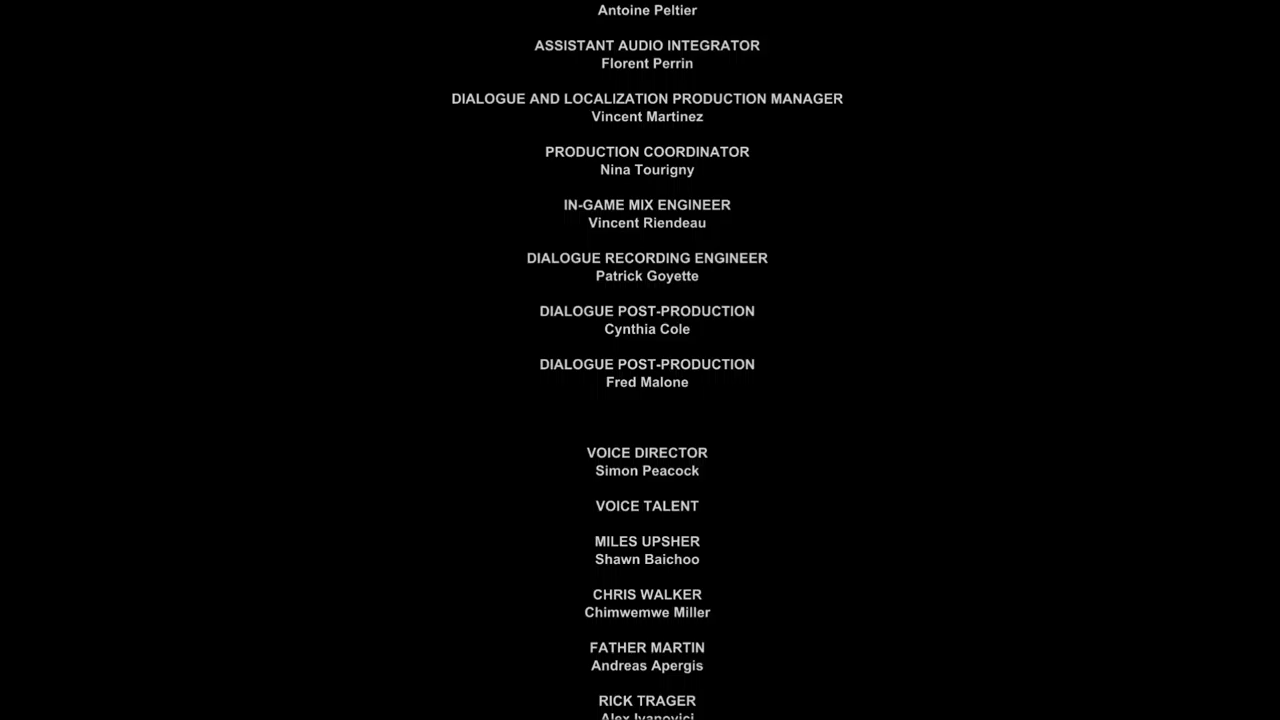 Antoine Peltier
ASSISTANT AUDIO INTEGRATOR
Florent Perrin
DIALOGUE AND LOCALIZATION PRODUCTION MANAGER
Vincent Martinez
PRODUCTION COORDINATOR
Nina Tourigny
IN-GAME MIX ENGINEER
Vincent Riendeau
DIALOGUE RECORDING ENGINEER
Patrick Goyette
DIALOGUE POST-PRODUCTION
Cynthia Cole
DIALOGUE POST-PRODUCTION
Fred Malone
VOICE DIRECTOR
Simon Peacock
VOICE TALENT
MILES UPSHER
Shawn Baichoo
CHRIS WALKER
Chimwemwe Miller
FATHER MARTIN
Andreas Apergis
RICK TRAGER
Alex Ivanovici